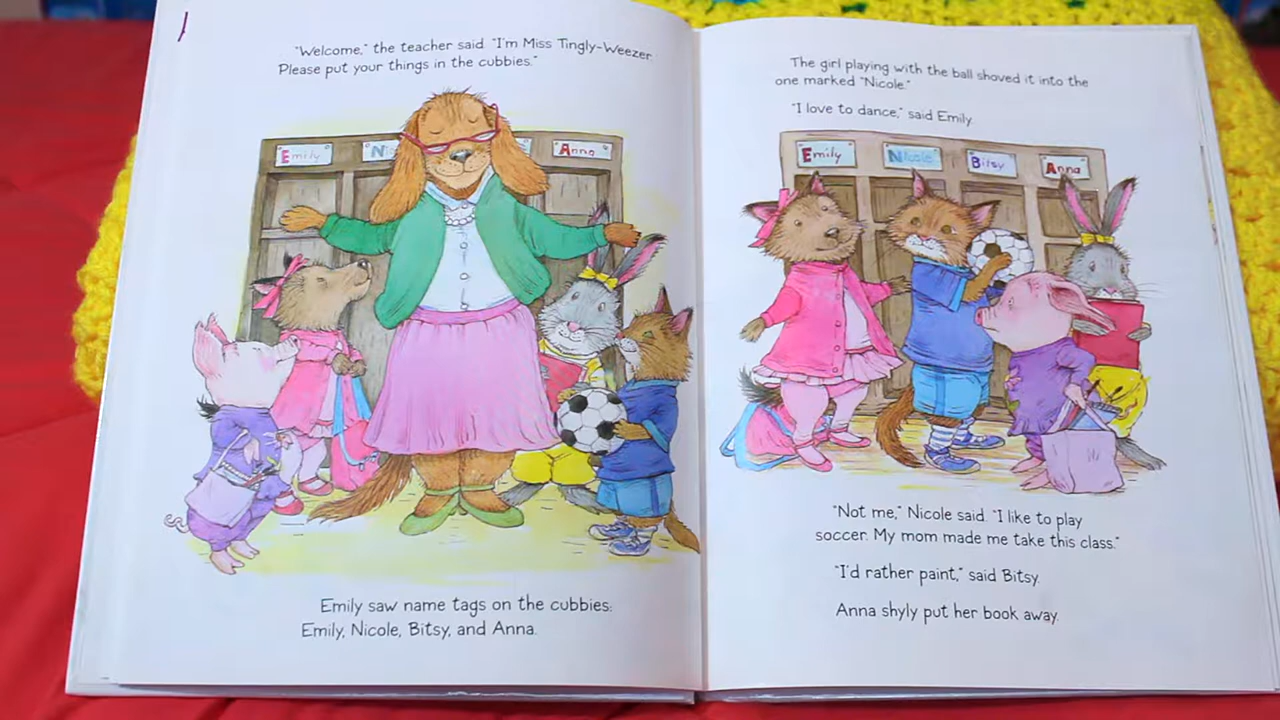 "Welcome," the teacher said. "I'm Miss Tingly-Weezer.
Please put your things in the cubbies."
Emily
Anna
Emily saw name tags on the cubbies:
Emily, Nicole, Bitsy, and Anna.
The girl playing with the ball shoved it into the
one marked "Nicole."
"I love to dance," said Emily.
Emily
Nicole
Bitsy
Anna
"Not me," Nicole said. "I like to play
soccer. My mom made me take this class."
"I'd rather paint," said Bitsy.
Anna shyly put her book away.